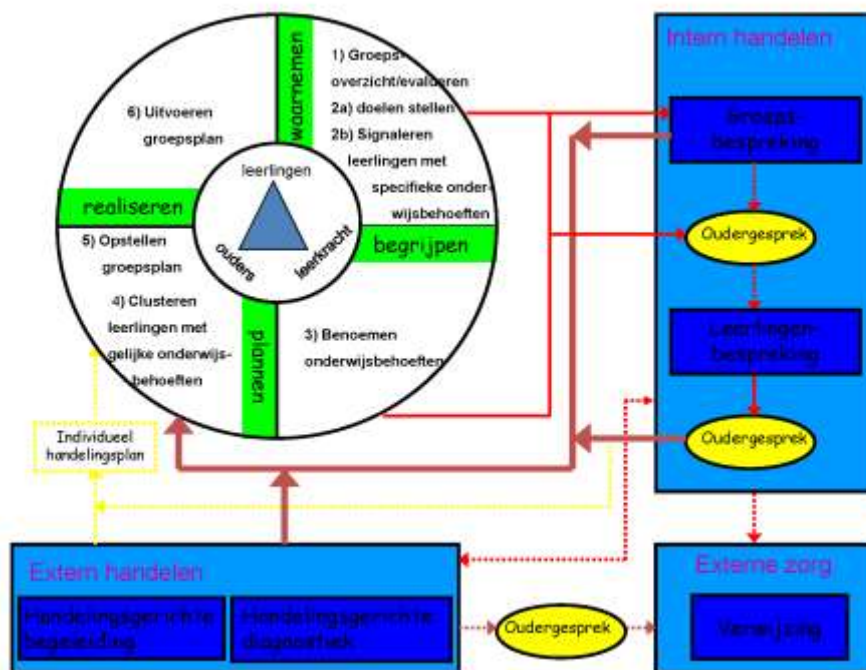 waarnemen
1) Groeps-
overzicht/evalueren
2a) doelen stellen
2b) Signaleren
leerlingen met
specifieke onder-
wijsbehoeften
begrijpen
3) Benoemen
onderwijsbehoeften
plannen
4) Clusteren
leerlingen met
gelijke onderwijs-
behoeften
5) Opstellen
groepsplan
realiseren
6) Uitvoeren
groepsplan
leerlingen
ouders
leerkracht
Individueel
handelingsplan
Intern handelen
Groeps-
bespreking
Oudergesprek
Leerlingen-
bespreking
Oudergesprek
Extern handelen
Handelingsgerichte
begeleiding
Handelingsgerichte
diagnostiek
Oudergesprek
Externe zorg
Verwijzing